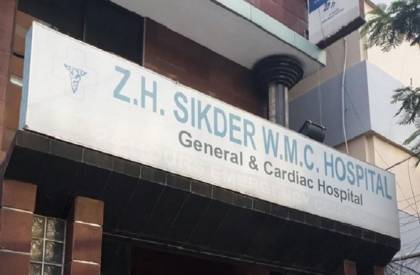 Z.H. SIKDER W.M.C. HOSPITAL
General & Cardiac Hospital